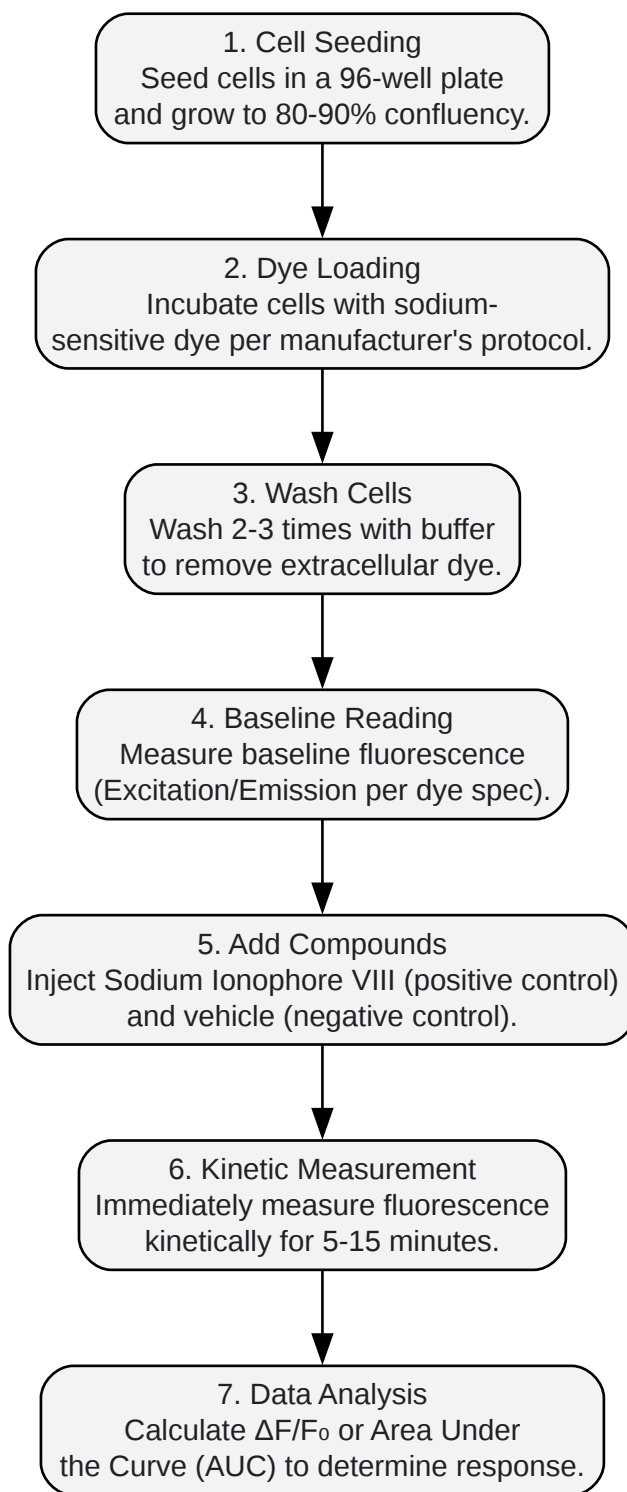 1. Cell Seeding
Seed cells in a 96-well plate
and grow to 80-90% confluency.
2. Dye Loading
Incubate cells with sodium-
sensitive dye per manufacturer's protocol.
3. Wash Cells
Wash 2-3 times with buffer
to remove extracellular dye.
4. Baseline Reading
Measure baseline fluorescence
(Excitation/Emission per dye spec).
5. Add Compounds
Inject Sodium Ionophore VIII (positive control)
and vehicle (negative control).
6. Kinetic Measurement
Immediately measure fluorescence
kinetically for 5-15 minutes.
7. Data Analysis
Calculate ΔF/F₀ or Area Under
the Curve (AUC) to determine response.